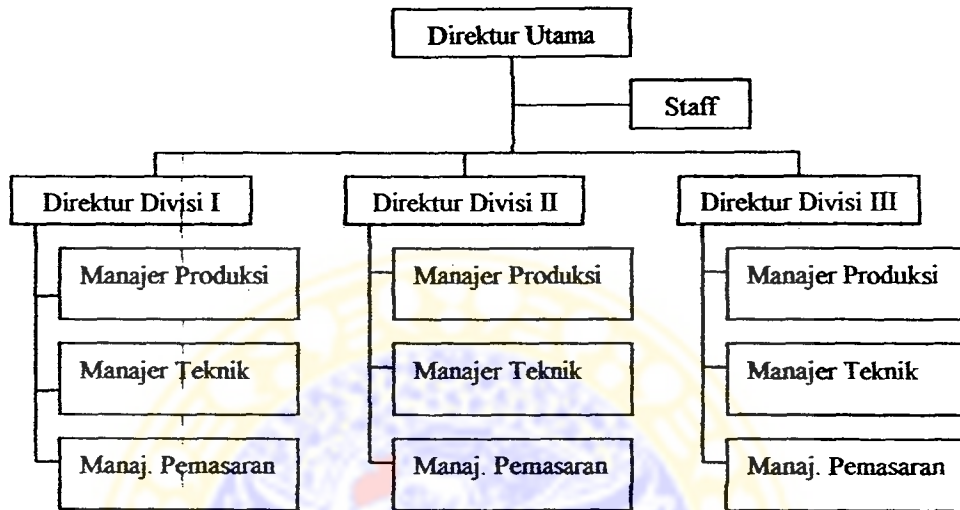 Direktur Utama
Staff
Direktur Divisi I
Direktur Divisi II
Direktur Divisi III
Manajer Produksi
Manajer Produksi
Manajer Produksi
Manajer Teknik
Manajer Teknik
Manajer Teknik
Manaj. Pemasaran
Manaj. Pemasaran
Manaj. Pemasaran